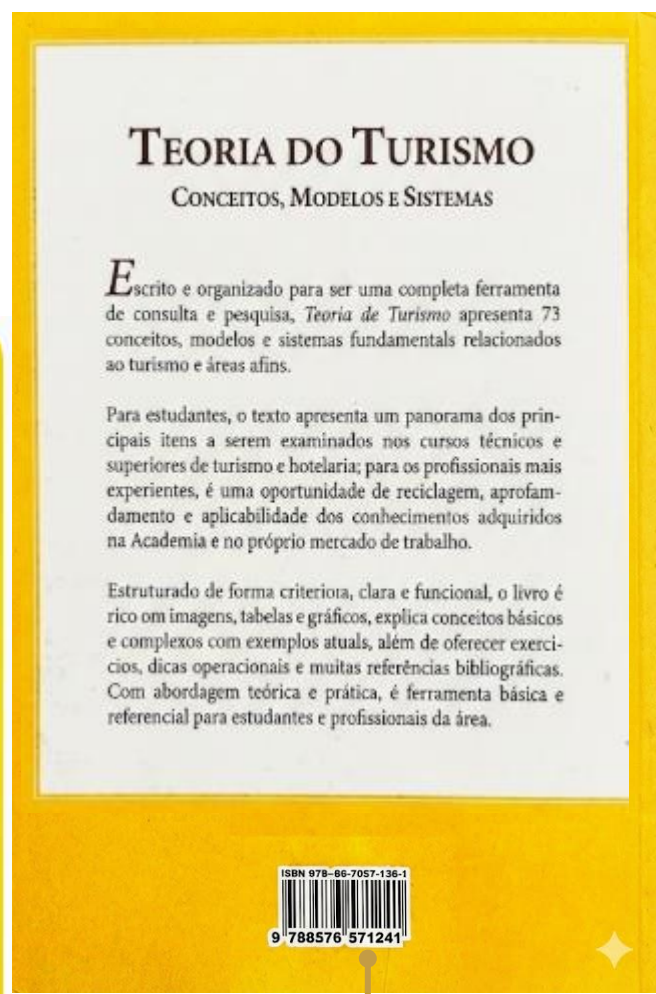 TEORIA DO TURISMO
CONCEITOS, MODELOS E SISTEMAS
Escrito e organizado para ser uma completa ferramenta
de consulta e pesquisa, Teoria de Turismo apresenta 73
conceitos, modelos e sistemas fundamentals relacionados
ao turismo e áreas afins.
Para estudantes, o texto apresenta um panorama dos prin-
cipais itens a serem examinados nos cursos técnicos e
superiores de turismo e hotelaria; para os profissionais mais
experientes, é uma oportunidade de reciclagem, aprofam-
damento e aplicabilidade dos conhecimentos adquiridos
na Academia e no próprio mercado de trabalho.
Estruturado de forma criteriora, clara e funcional, o livro é
rico om imagens, tabelas e gráficos, explica conceitos básicos
e complexos com exemplos atuals, além de oferecer exerci-
cios, dicas operacionais e muitas referências bibliográficas.
Com abordagem teórica e prática, é ferramenta básica e
referencial para estudantes e profissionais da área.
ISBN 978-66-7057-136-1
9 788576 571241